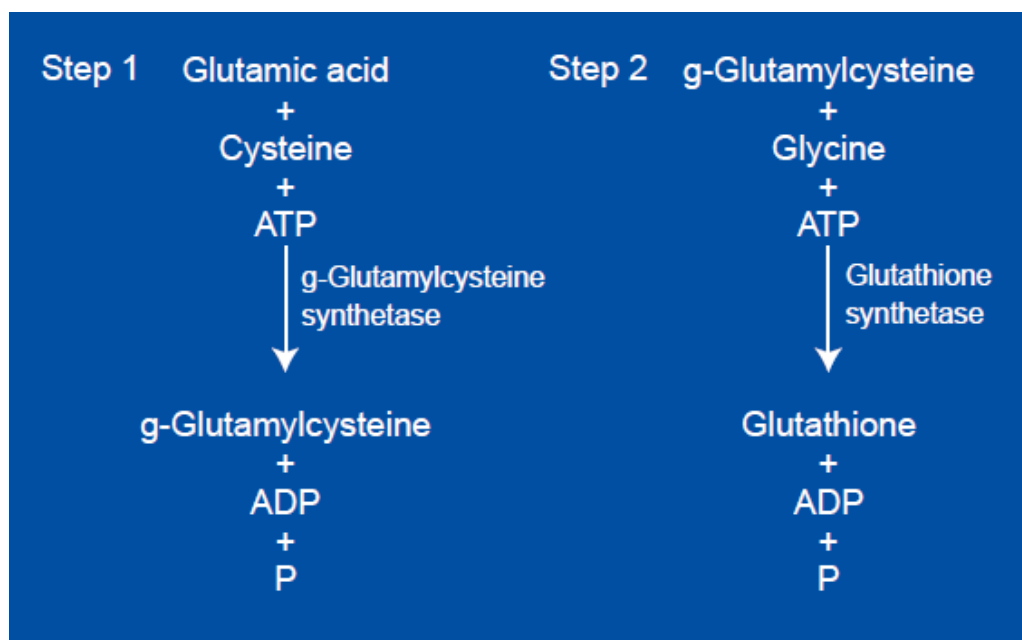 Step 1 Glutamic acid
+
Cysteine
+
ATP
g-Glutamylcysteine
synthetase
g-Glutamylcysteine
+
ADP
+
P
Step 2 g-Glutamylcysteine
+
Glycine
+
ATP
Glutathione
synthetase
Glutathione
+
ADP
+
P